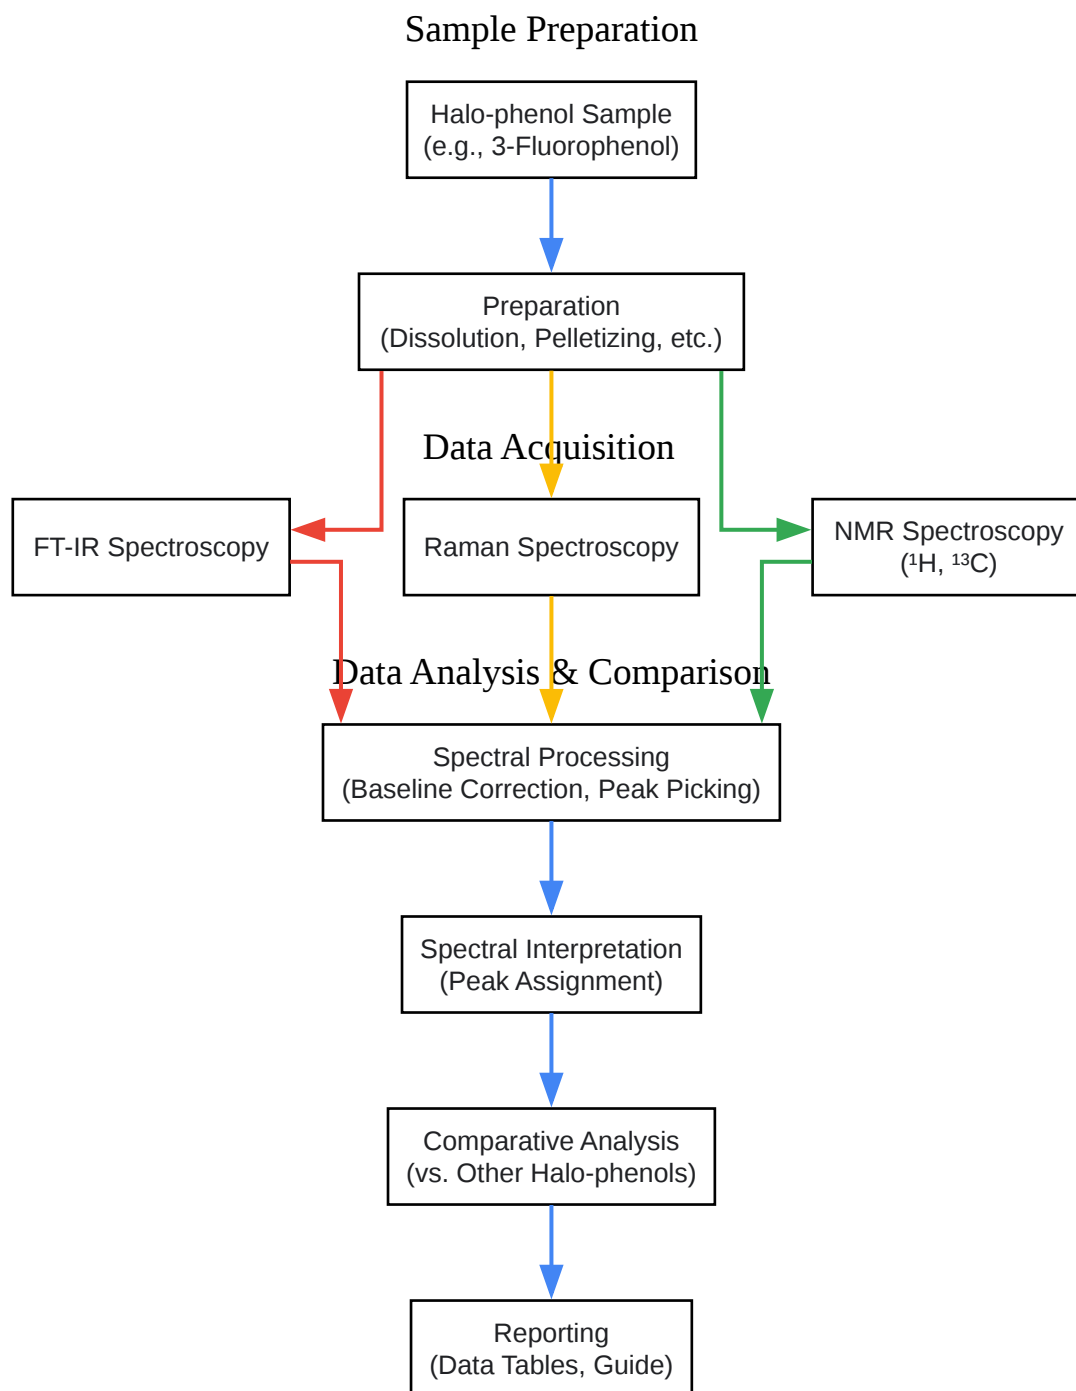 Sample Preparation
Halo-phenol Sample
(e.g., 3-Fluorophenol)
Preparation
(Dissolution, Pelletizing, etc.)
Data Acquisition
FT-IR Spectroscopy
Raman Spectroscopy
NMR Spectroscopy
(¹H, ¹³C)
Data Analysis & Comparison
Spectral Processing
(Baseline Correction, Peak Picking)
Spectral Interpretation
(Peak Assignment)
Comparative Analysis
(vs. Other Halo-phenols)
Reporting
(Data Tables, Guide)